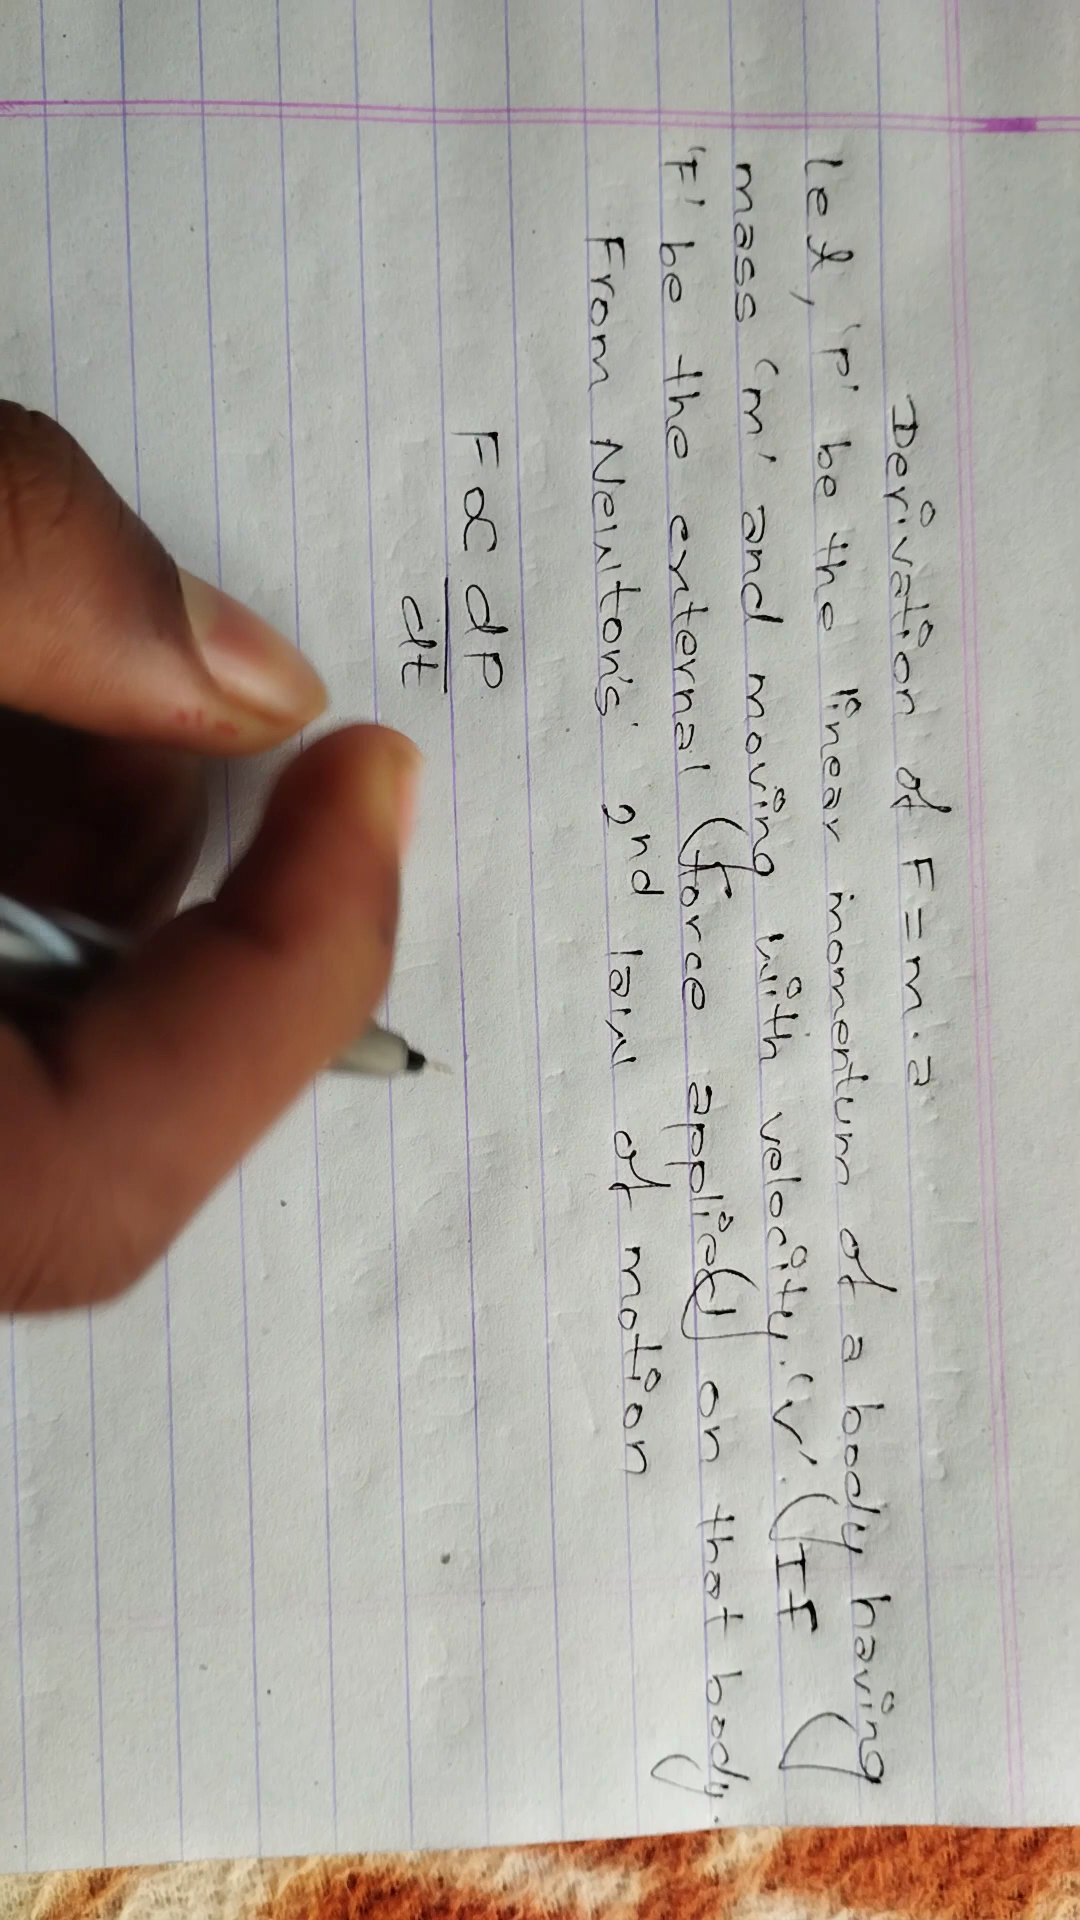 Derivation of F=m.a
let, 'p' be the linear momentum of a body having
mass 'm' and moving with velocity. 'v'. If
'F' be the external force applied on that body.
From Newton's 2nd law of motion
F ∝ dP
dt